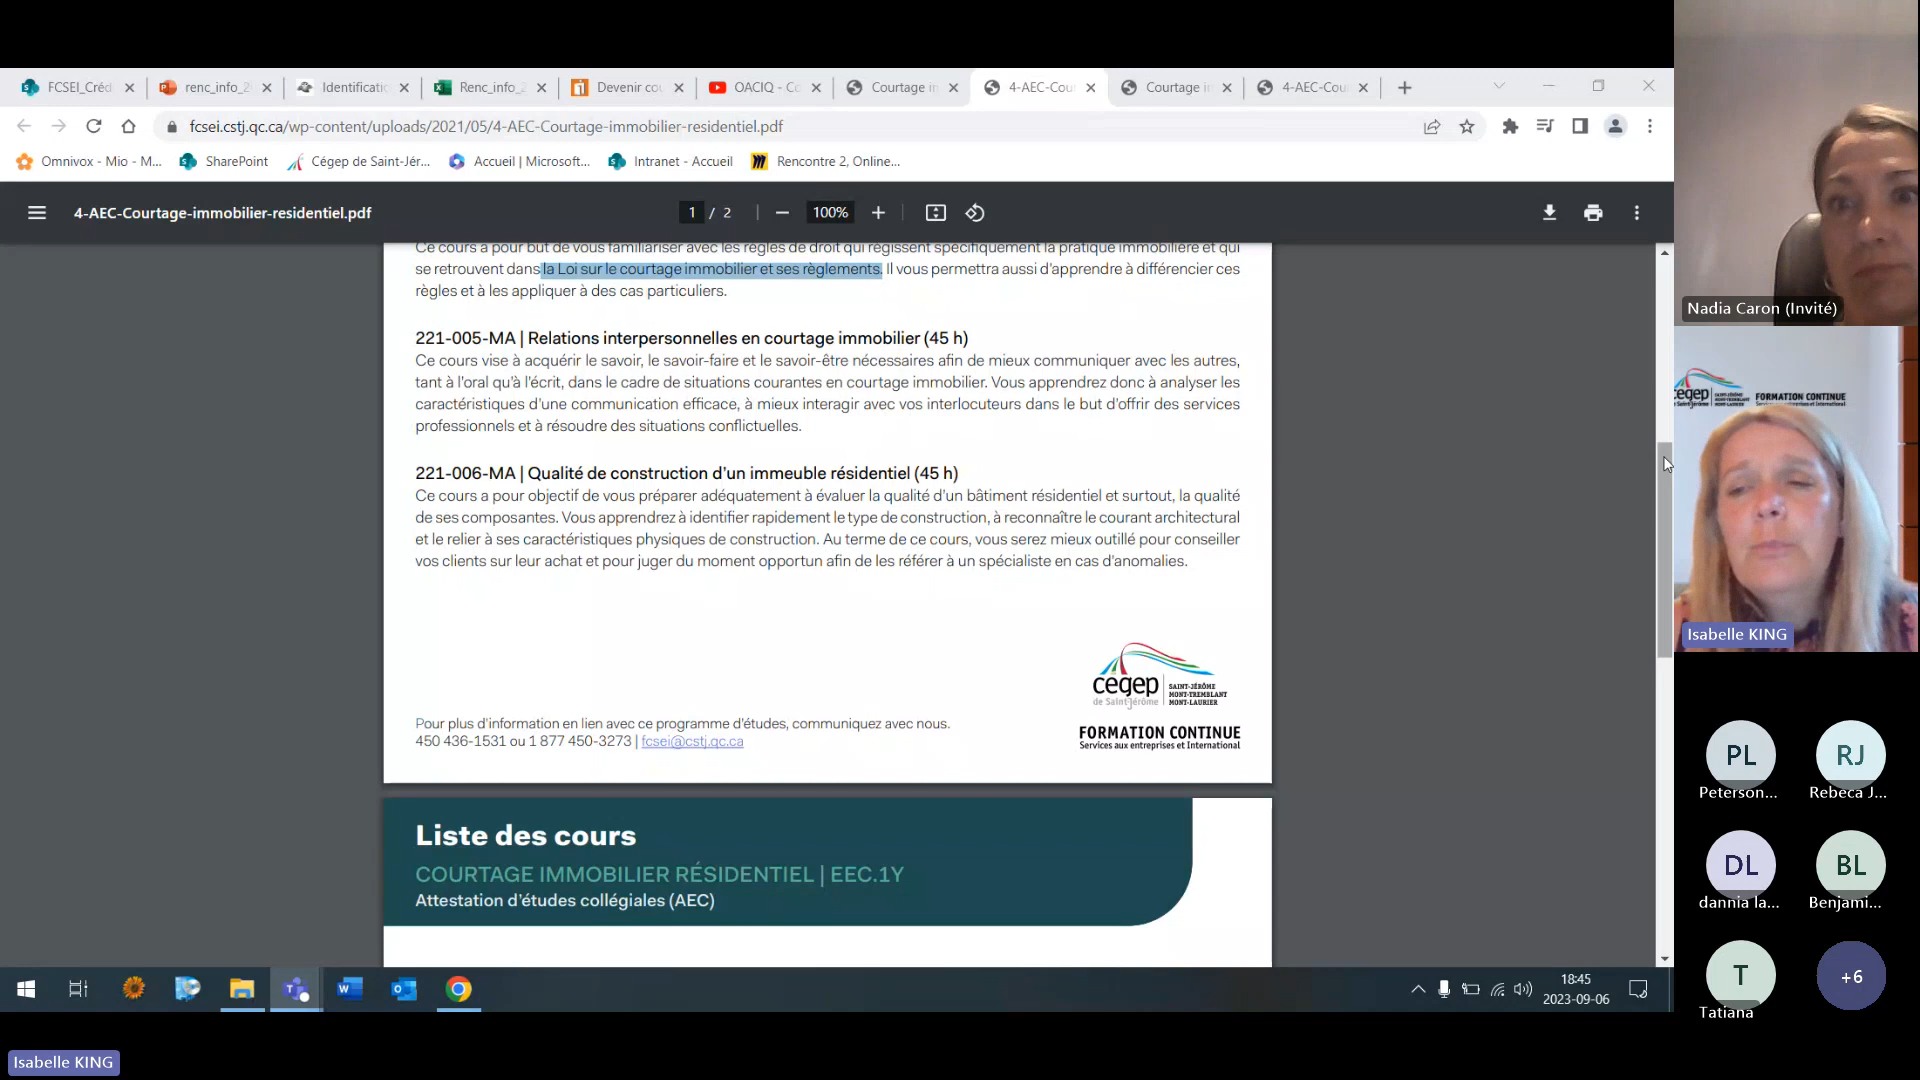 FCSEI_Créd
renc_info_2
Identificati
Renc_info_2
Devenir cou
OACIQ - Co
Courtage in
4-AEC-Cou
Courtage in
4-AEC-Cou
fcsei.cstj.qc.ca/wp-content/uploads/2021/05/4-AEC-Courtage-immobilier-residentiel.pdf
Omnivox - Mio - M...
SharePoint
Cégep de Saint-Jér...
Accueil | Microsoft...
Intranet - Accueil
Rencontre 2, Online...
4-AEC-Courtage-immobilier-residentiel.pdf
1 / 2
100%
Ce cours a pour but de vous familiariser avec les règles de droit qui régissent spécifiquement la pratique immobilière et qui
se retrouvent dans la Loi sur le courtage immobilier et ses règlements. Il vous permettra aussi d'apprendre à différencier ces
règles et à les appliquer à des cas particuliers.
221-005-MA | Relations interpersonnelles en courtage immobilier (45 h)
Ce cours vise à acquérir le savoir, le savoir-faire et le savoir-être nécessaires afin de mieux communiquer avec les autres,
tant à l'oral qu'à l'écrit, dans le cadre de situations courantes en courtage immobilier. Vous apprendrez donc à analyser les
caractéristiques d'une communication efficace, à mieux interagir avec vos interlocuteurs dans le but d'offrir des services
professionnels et à résoudre des situations conflictuelles.
221-006-MA | Qualité de construction d'un immeuble résidentiel (45 h)
Ce cours a pour objectif de vous préparer adéquatement à évaluer la qualité d'un bâtiment résidentiel et surtout, la qualité
de ses composantes. Vous apprendrez à identifier rapidement le type de construction, à reconnaître le courant architectural
et le relier à ses caractéristiques physiques de construction. Au terme de ce cours, vous serez mieux outillé pour conseiller
vos clients sur leur achat et pour juger du moment opportun afin de les référer à un spécialiste en cas d'anomalies.
cegep
de Saint-Jérôme
SAINT-JÉRÔME
MONT-TREMBLANT
MONT-LAURIER
FORMATION CONTINUE
Services aux entreprises et International
Pour plus d'information en lien avec ce programme d'études, communiquez avec nous.
450 436-1531 ou 1 877 450-3273 | fcsei@cstj.qc.ca
Liste des cours
COURTAGE IMMOBILIER RÉSIDENTIEL | EEC.1Y
Attestation d'études collégiales (AEC)
18:45
2023-09-06
Isabelle KING
Nadia Caron (Invité)
cegep
FORMATION CONTINUE
Isabelle KING
PL
Peterson...
RJ
Rebeca J...
DL
dannia la...
BL
Benjami...
T
Tatiana
+6